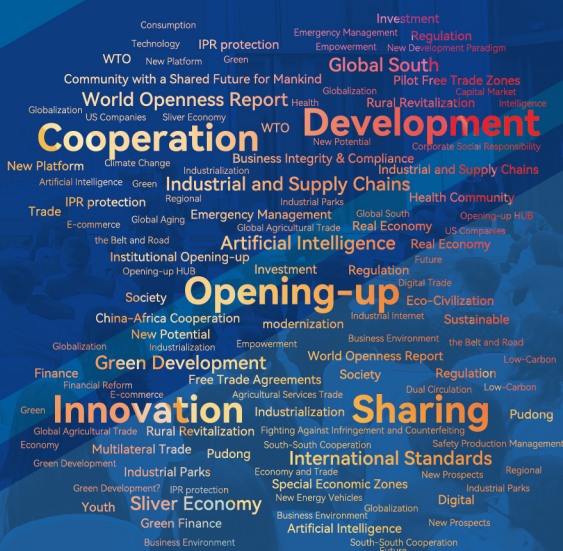 Investment
Consumption
Emergency Management Regulation
Technology IPR protection Empowerment New Development Paradigm
WTO New Platform Green Global South
Community with a Shared Future for Mankind Pilot Free Trade Zones
Globalization Capital Market
World Openness Report Health Rural Revitalization Intelligence
Globalization US Companies Sliver Economy
Cooperation WTO Development
New Potential Corporate Social Responsibility
Business Integrity & Compliance
New Platform Climate Change Industrialization Industrial and Supply Chains
Artificial Intelligence Green Industrial and Supply Chains
IPR protection Regional Industrial Parks Health Community
Trade Global Aging Emergency Management Global South Opening-up HUB
E-commerce Global Agricultural Trade Real Economy US Companies
the Belt and Road Artificial Intelligence Real Economy
Institutional Opening-up Future
Opening-up HUB Investment Regulation
Digital Trade
Society Opening-up Eco-Civilization
China-Africa Cooperation modernization Industrial Internet Sustainable
New Potential Business Environment the Belt and Road
Globalization Industrialization Empowerment
World Openness Report Low-Carbon
Finance Green Development Society Regulation
Financial Reform Free Trade Agreements Dual Circulation Low-Carbon
E-commerce Agricultural Services Trade
Green Innovation Industrialization Sharing Pudong
Global Agricultural Trade Rural Revitalization Fighting Against Infringement and Counterfeiting
Economy Multilateral Trade Pudong South-South Cooperation Safety Production Management
Green Development International Standards
Industrial Parks Economy and Trade New Prospects Regional
Green Development? IPR protection Special Economic Zones Industrial Parks
Youth Sliver Economy New Energy Vehicles Globalization Digital
Green Finance Business Environment New Prospects
Artificial Intelligence
Business Environment South-South Cooperation
Future